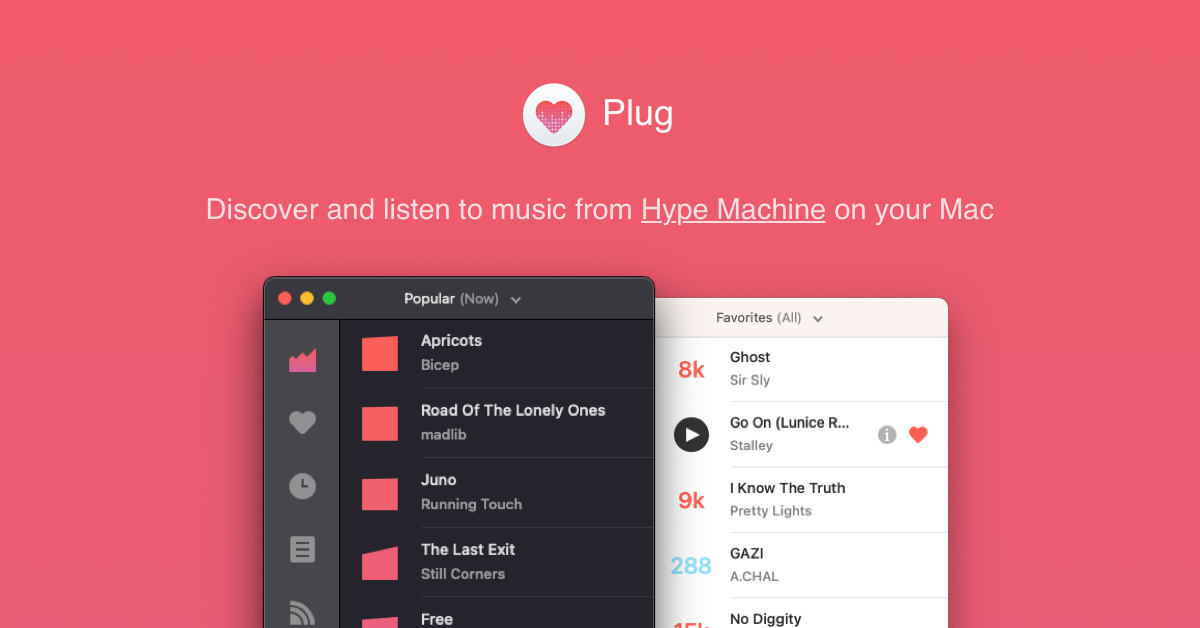 Plug
Discover and listen to music from Hype Machine on your Mac
Popular (Now)
Apricots
Bicep
Road Of The Lonely Ones
madlib
Juno
Running Touch
The Last Exit
Still Corners
Free
Favorites (All)
8k
Ghost
Sir Sly
Go On (Lunice R...
Stalley
9k
I Know The Truth
Pretty Lights
288
GAZI
A.CHAL
15k
No Diggity